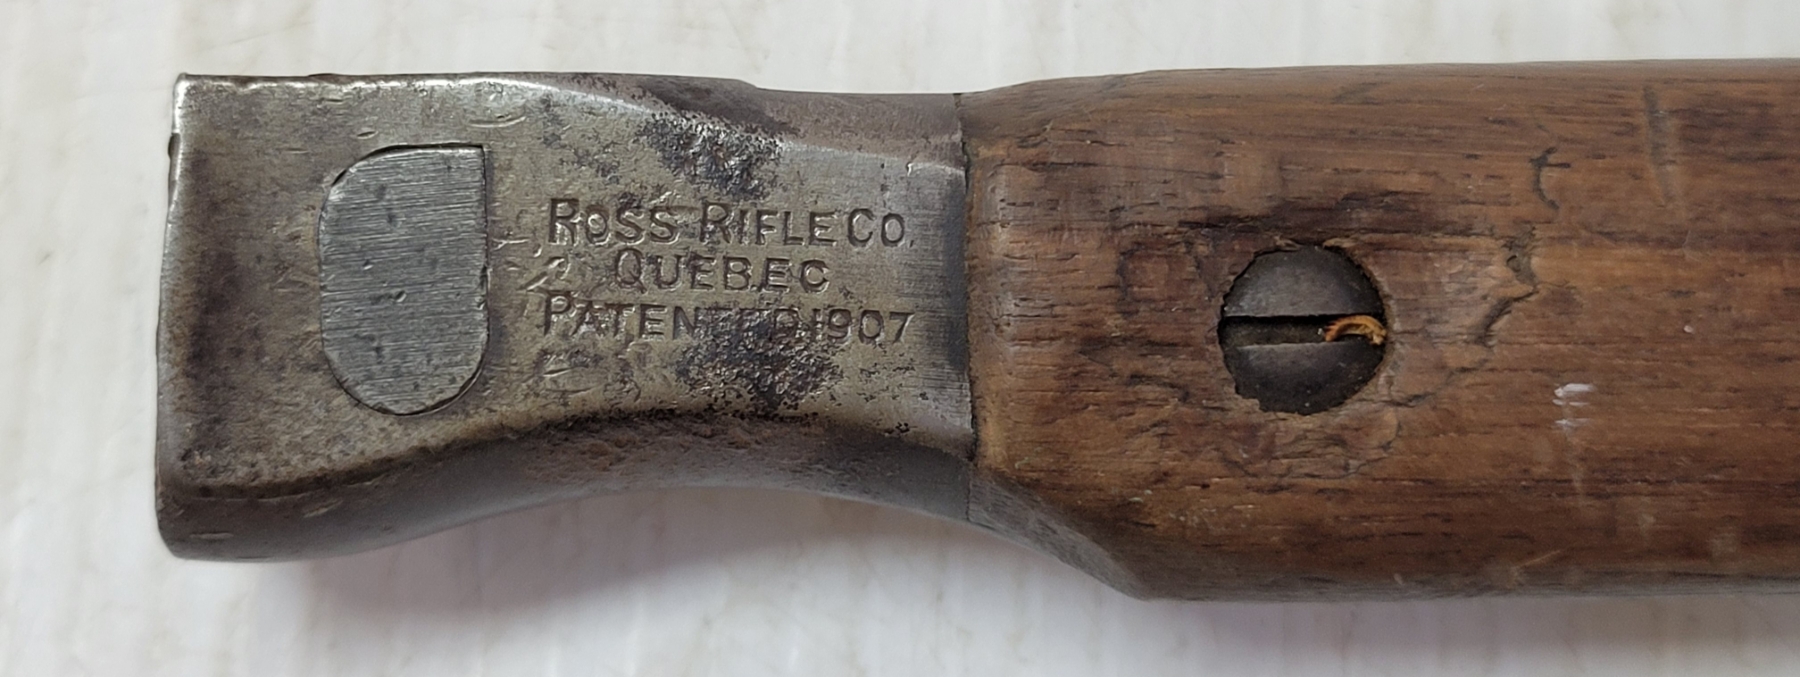 ROSS RIFLE CO.
QUEBEC
PATENTED 1907